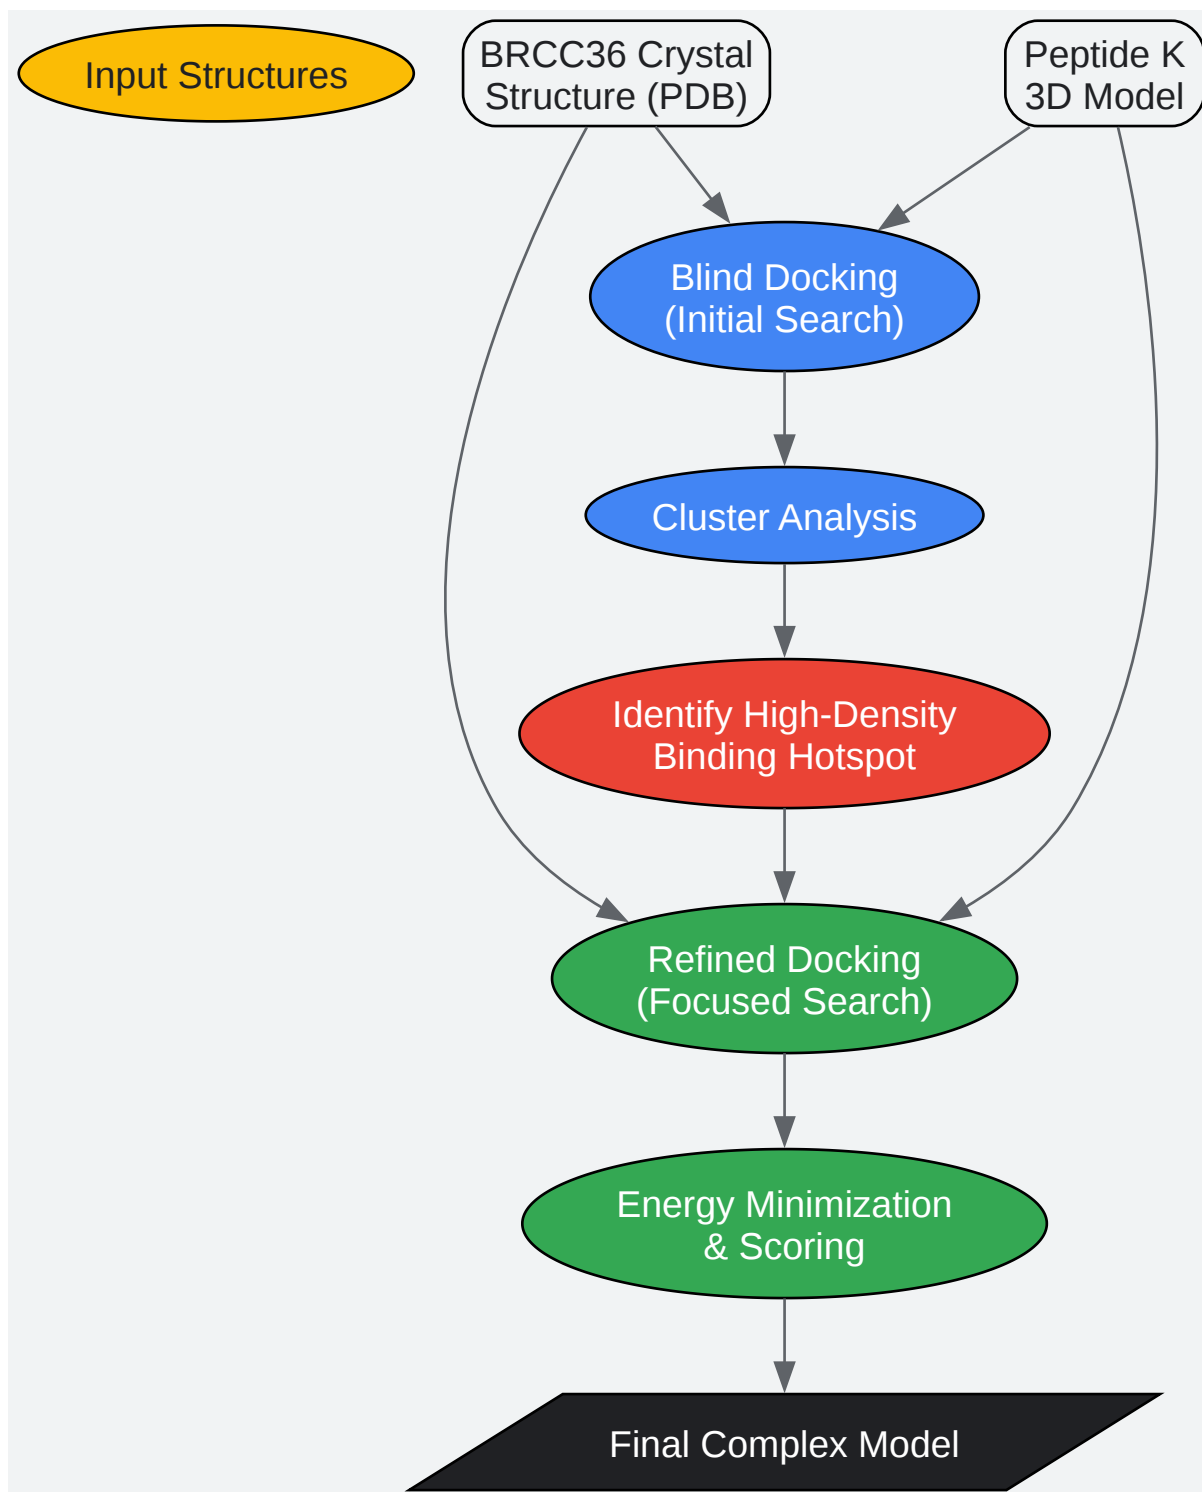 Input Structures
BRCC36 Crystal
Structure (PDB)
Peptide K
3D Model
Blind Docking
(Initial Search)
Cluster Analysis
Identify High-Density
Binding Hotspot
Refined Docking
(Focused Search)
Energy Minimization
& Scoring
Final Complex Model